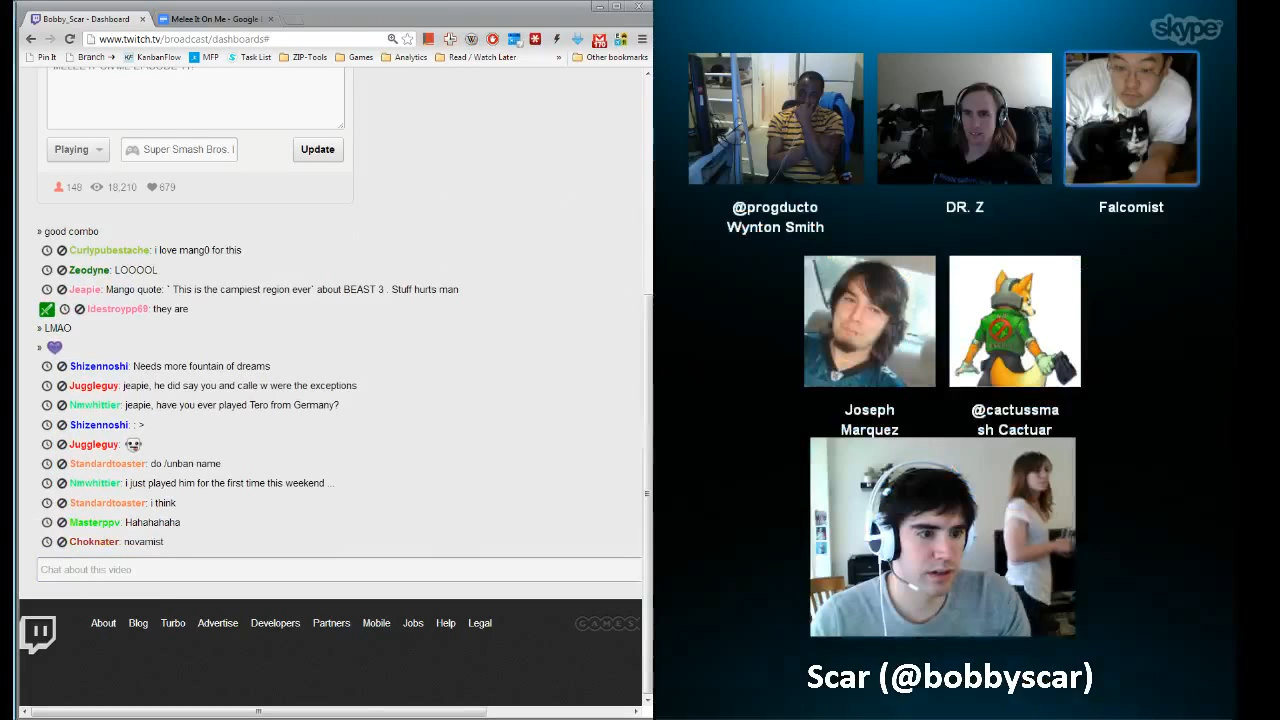 Bobby_Scar - Dashboard
Melee It On Me - Google
www.twitch.tv/broadcast/dashboards#
Pin It
Branch
KanbanFlow
MFP
Task List
ZIP-Tools
Games
Analytics
Read / Watch Later
»
Other bookmarks
Playing
Super Smash Bros.
Update
148
18,210
679
» good combo
Curlypubestache: i love mang0 for this
Zeodyne: LOOOOL
Jeapie: Mango quote: ` This is the campiest region ever` about BEAST 3 . Stuff hurts man
Idestroypp69: they are
» LMAO
»
Shizennoshi: Needs more fountain of dreams
Juggleguy: jeapie, he did say you and calle w were the exceptions
Nmwhittier: jeapie, have you ever played Tero from Germany?
Shizennoshi: : >
Juggleguy:
Standardtoaster: do /unban name
Nmwhittier: i just played him for the first time this weekend ...
Standardtoaster: i think
Masterppv: Hahahahaha
Choknater: novamist
Chat about this video
About
Blog
Turbo
Advertise
Developers
Partners
Mobile
Jobs
Help
Legal
GAMES
skype
@progducto
Wynton Smith
DR. Z
Falcomist
Joseph
Marquez
@cactussma
sh Cactuar
Scar (@bobbyscar)